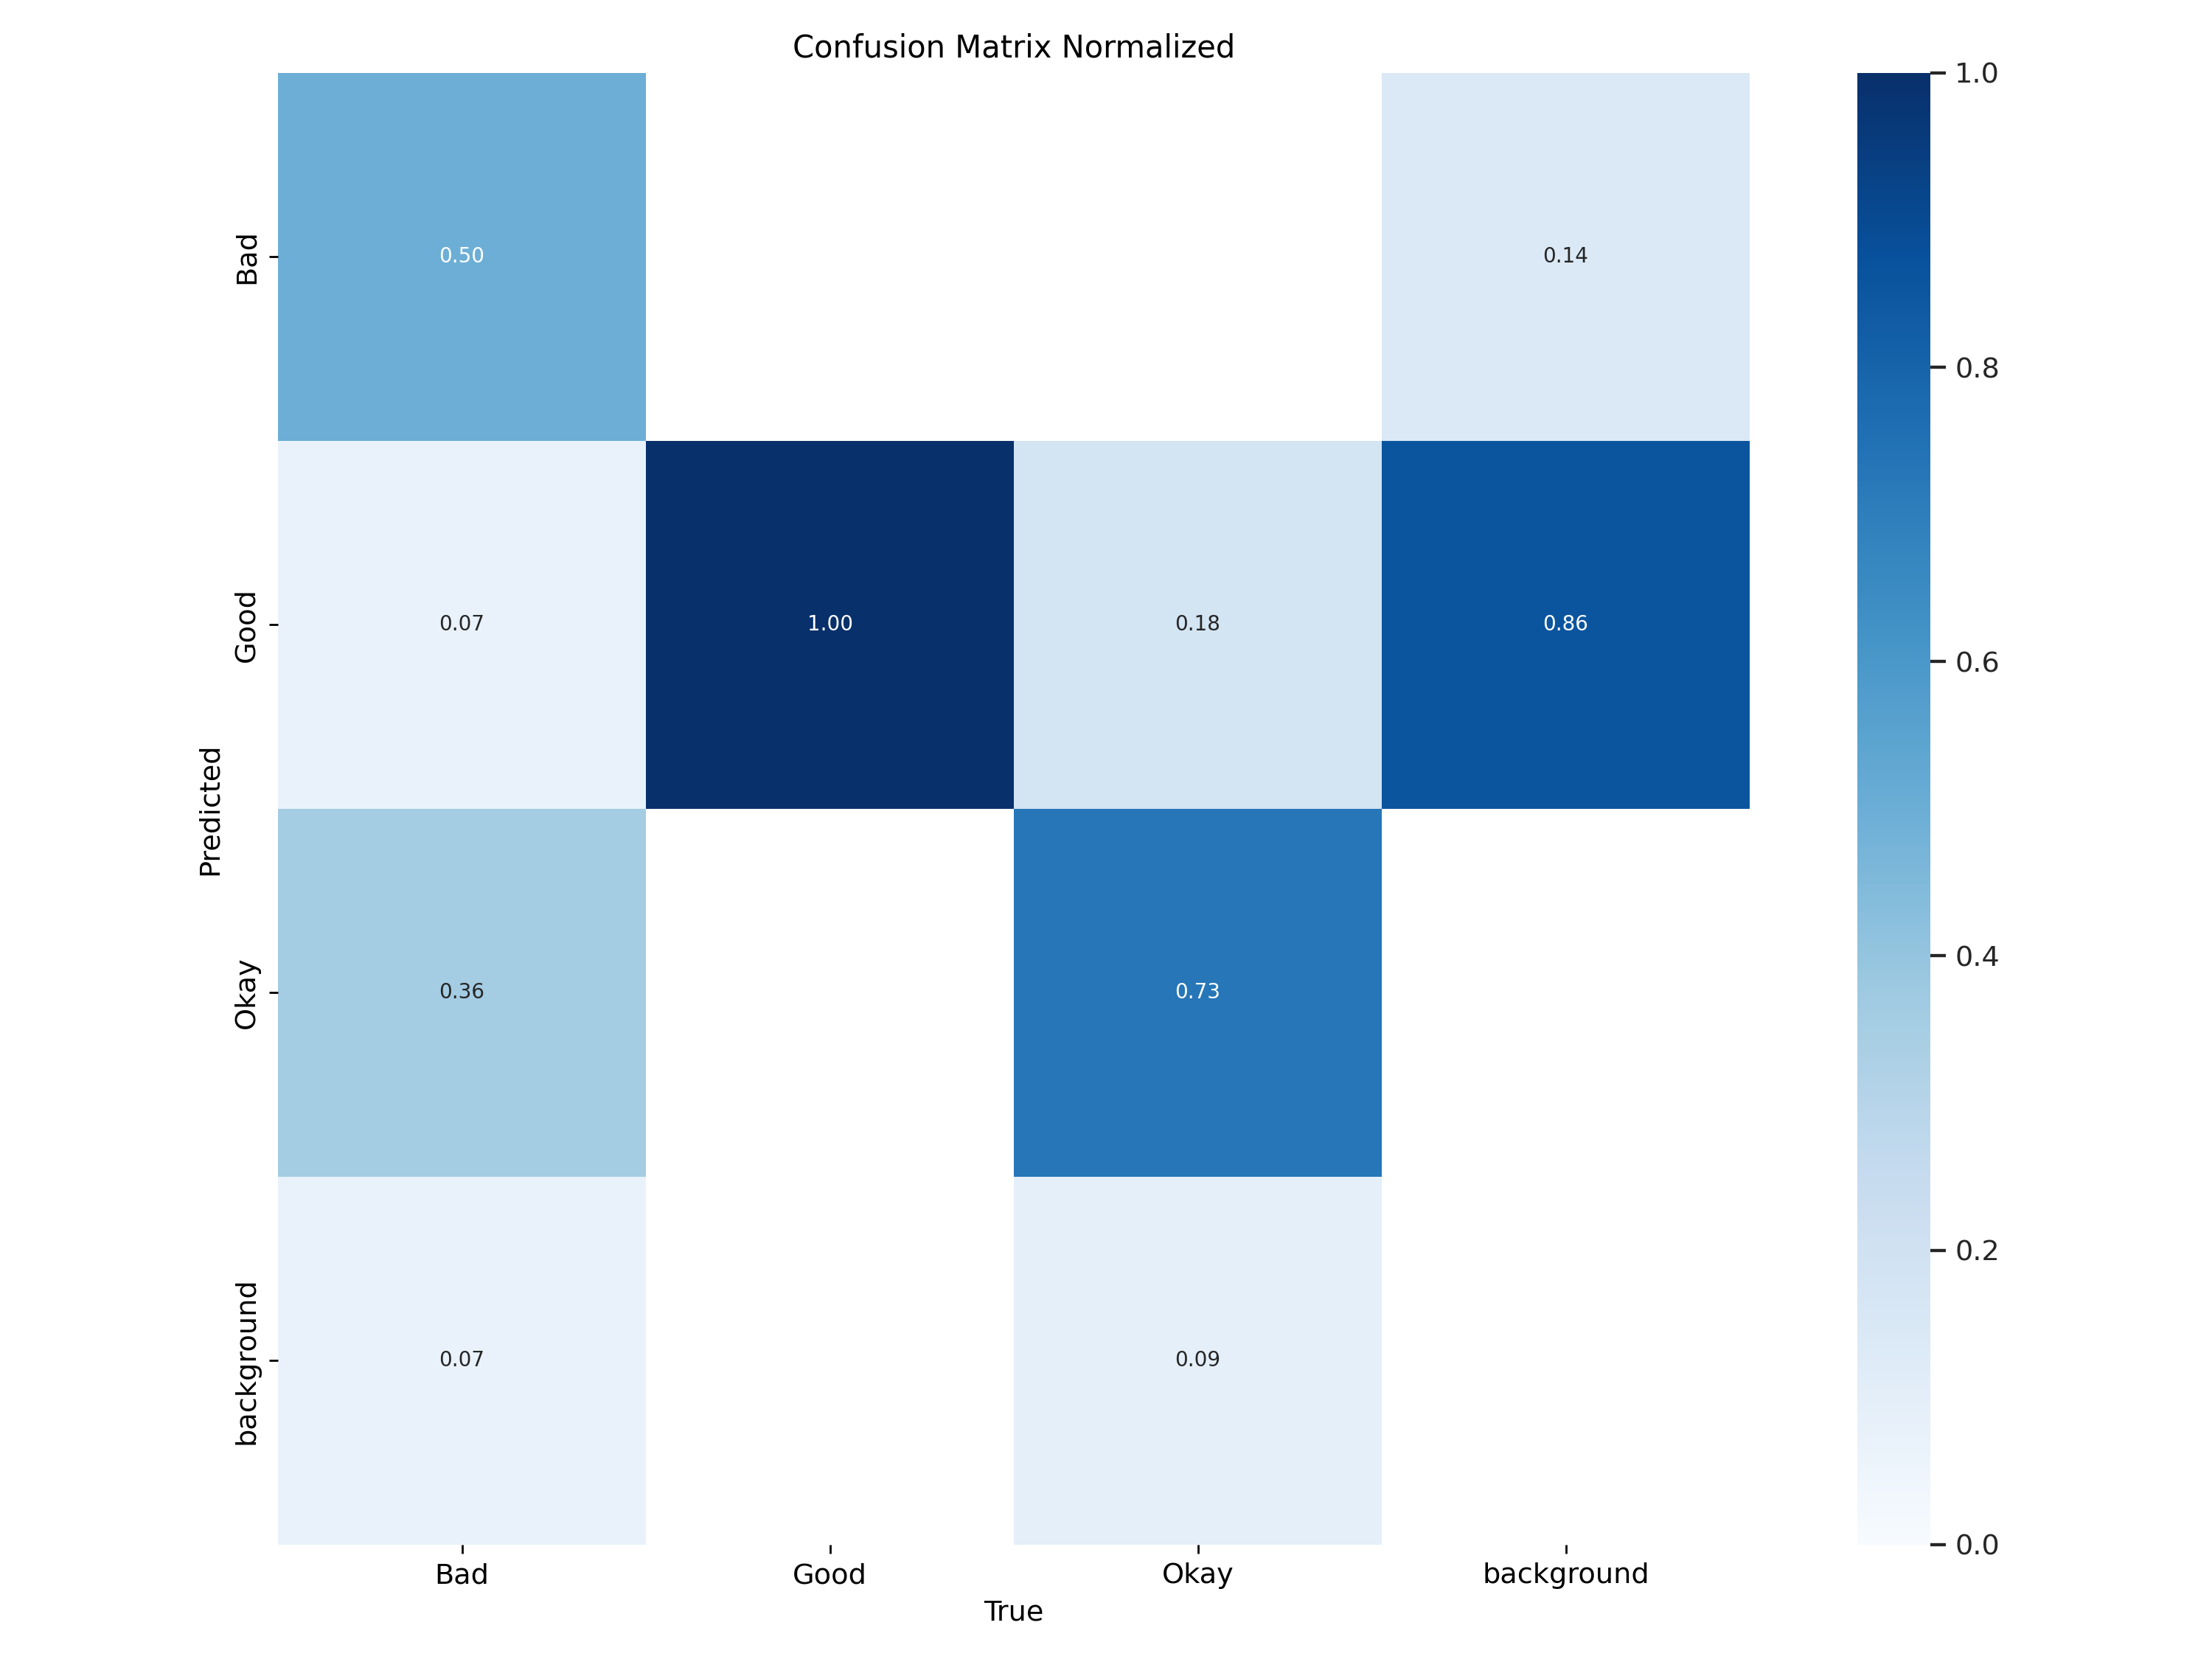 Confusion Matrix Normalized
Bad
0.50
0.14
Good
0.07
1.00
0.18
0.86
Okay
0.36
0.73
background
0.07
0.09
Predicted
Bad
Good
Okay
background
True
1.0
0.8
0.6
0.4
0.2
0.0